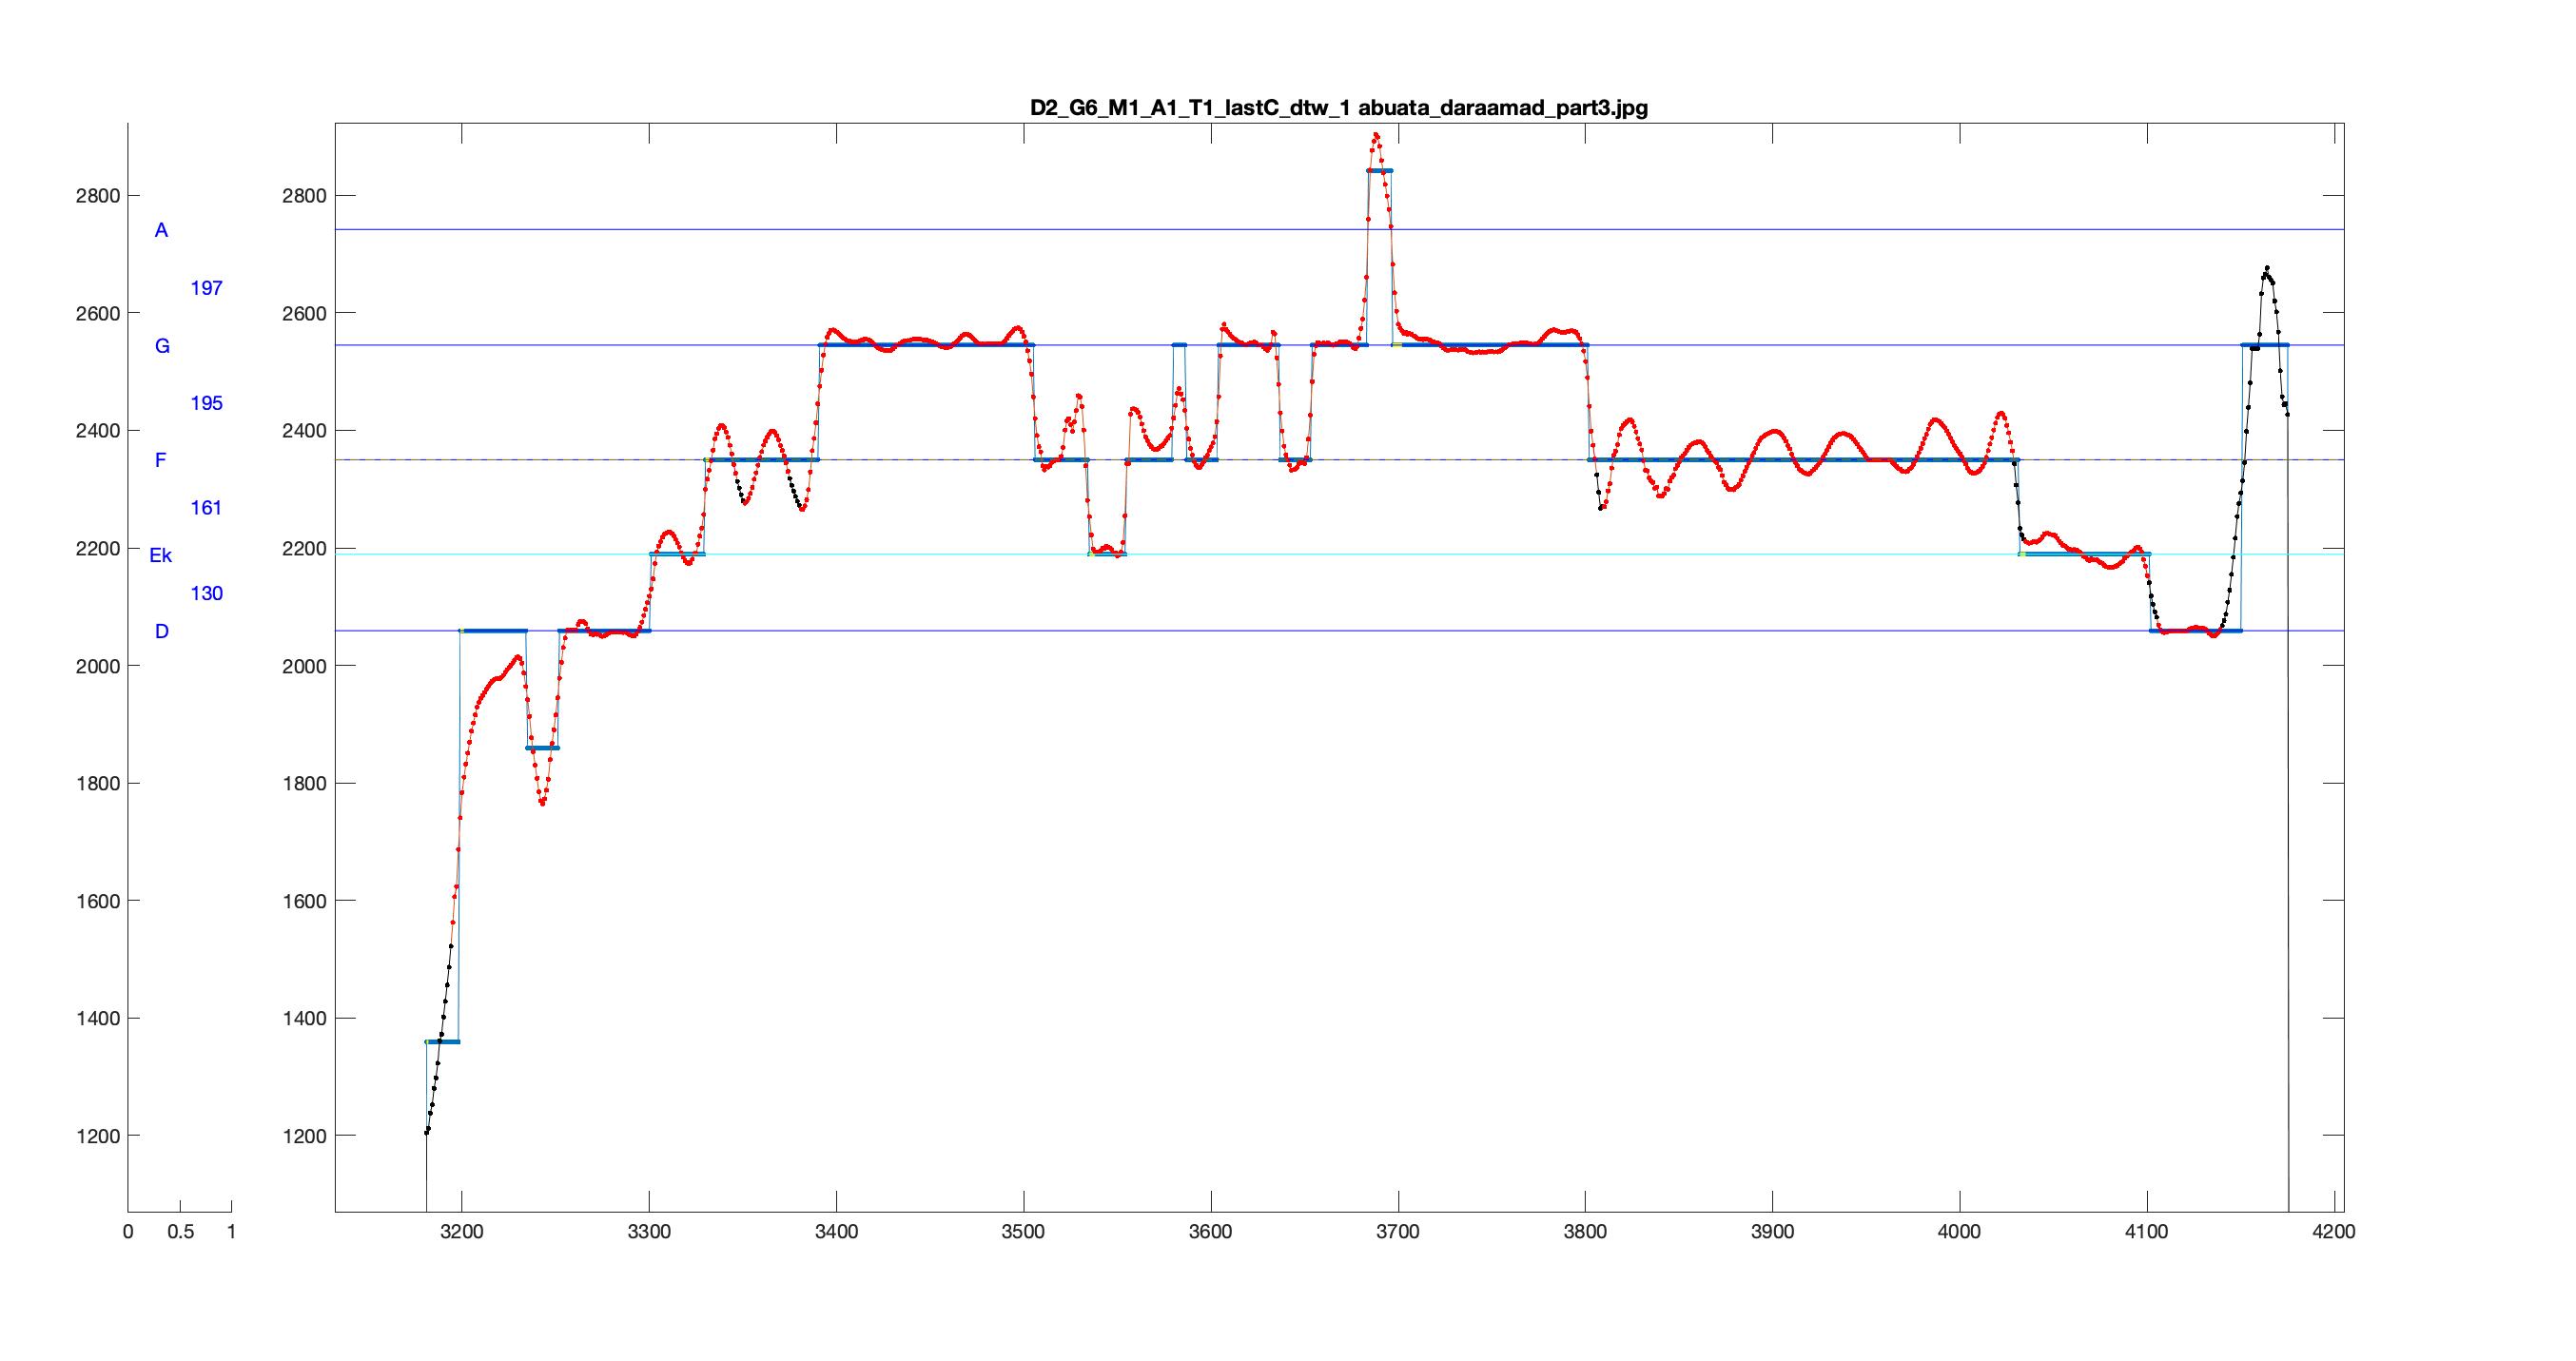 D2_G6_M1_A1_T1_lastC_dtw_1 abuata_daraamad_part3.jpg
2800 2800
A
197
2600 2600
G
195
2400 2400
F
161
2200 Ek 2200
130
D
2000 2000
1800 1800
1600 1600
1400 1400
1200 1200
0 0.5 1 3200 3300 3400 3500 3600 3700 3800 3900 4000 4100 4200